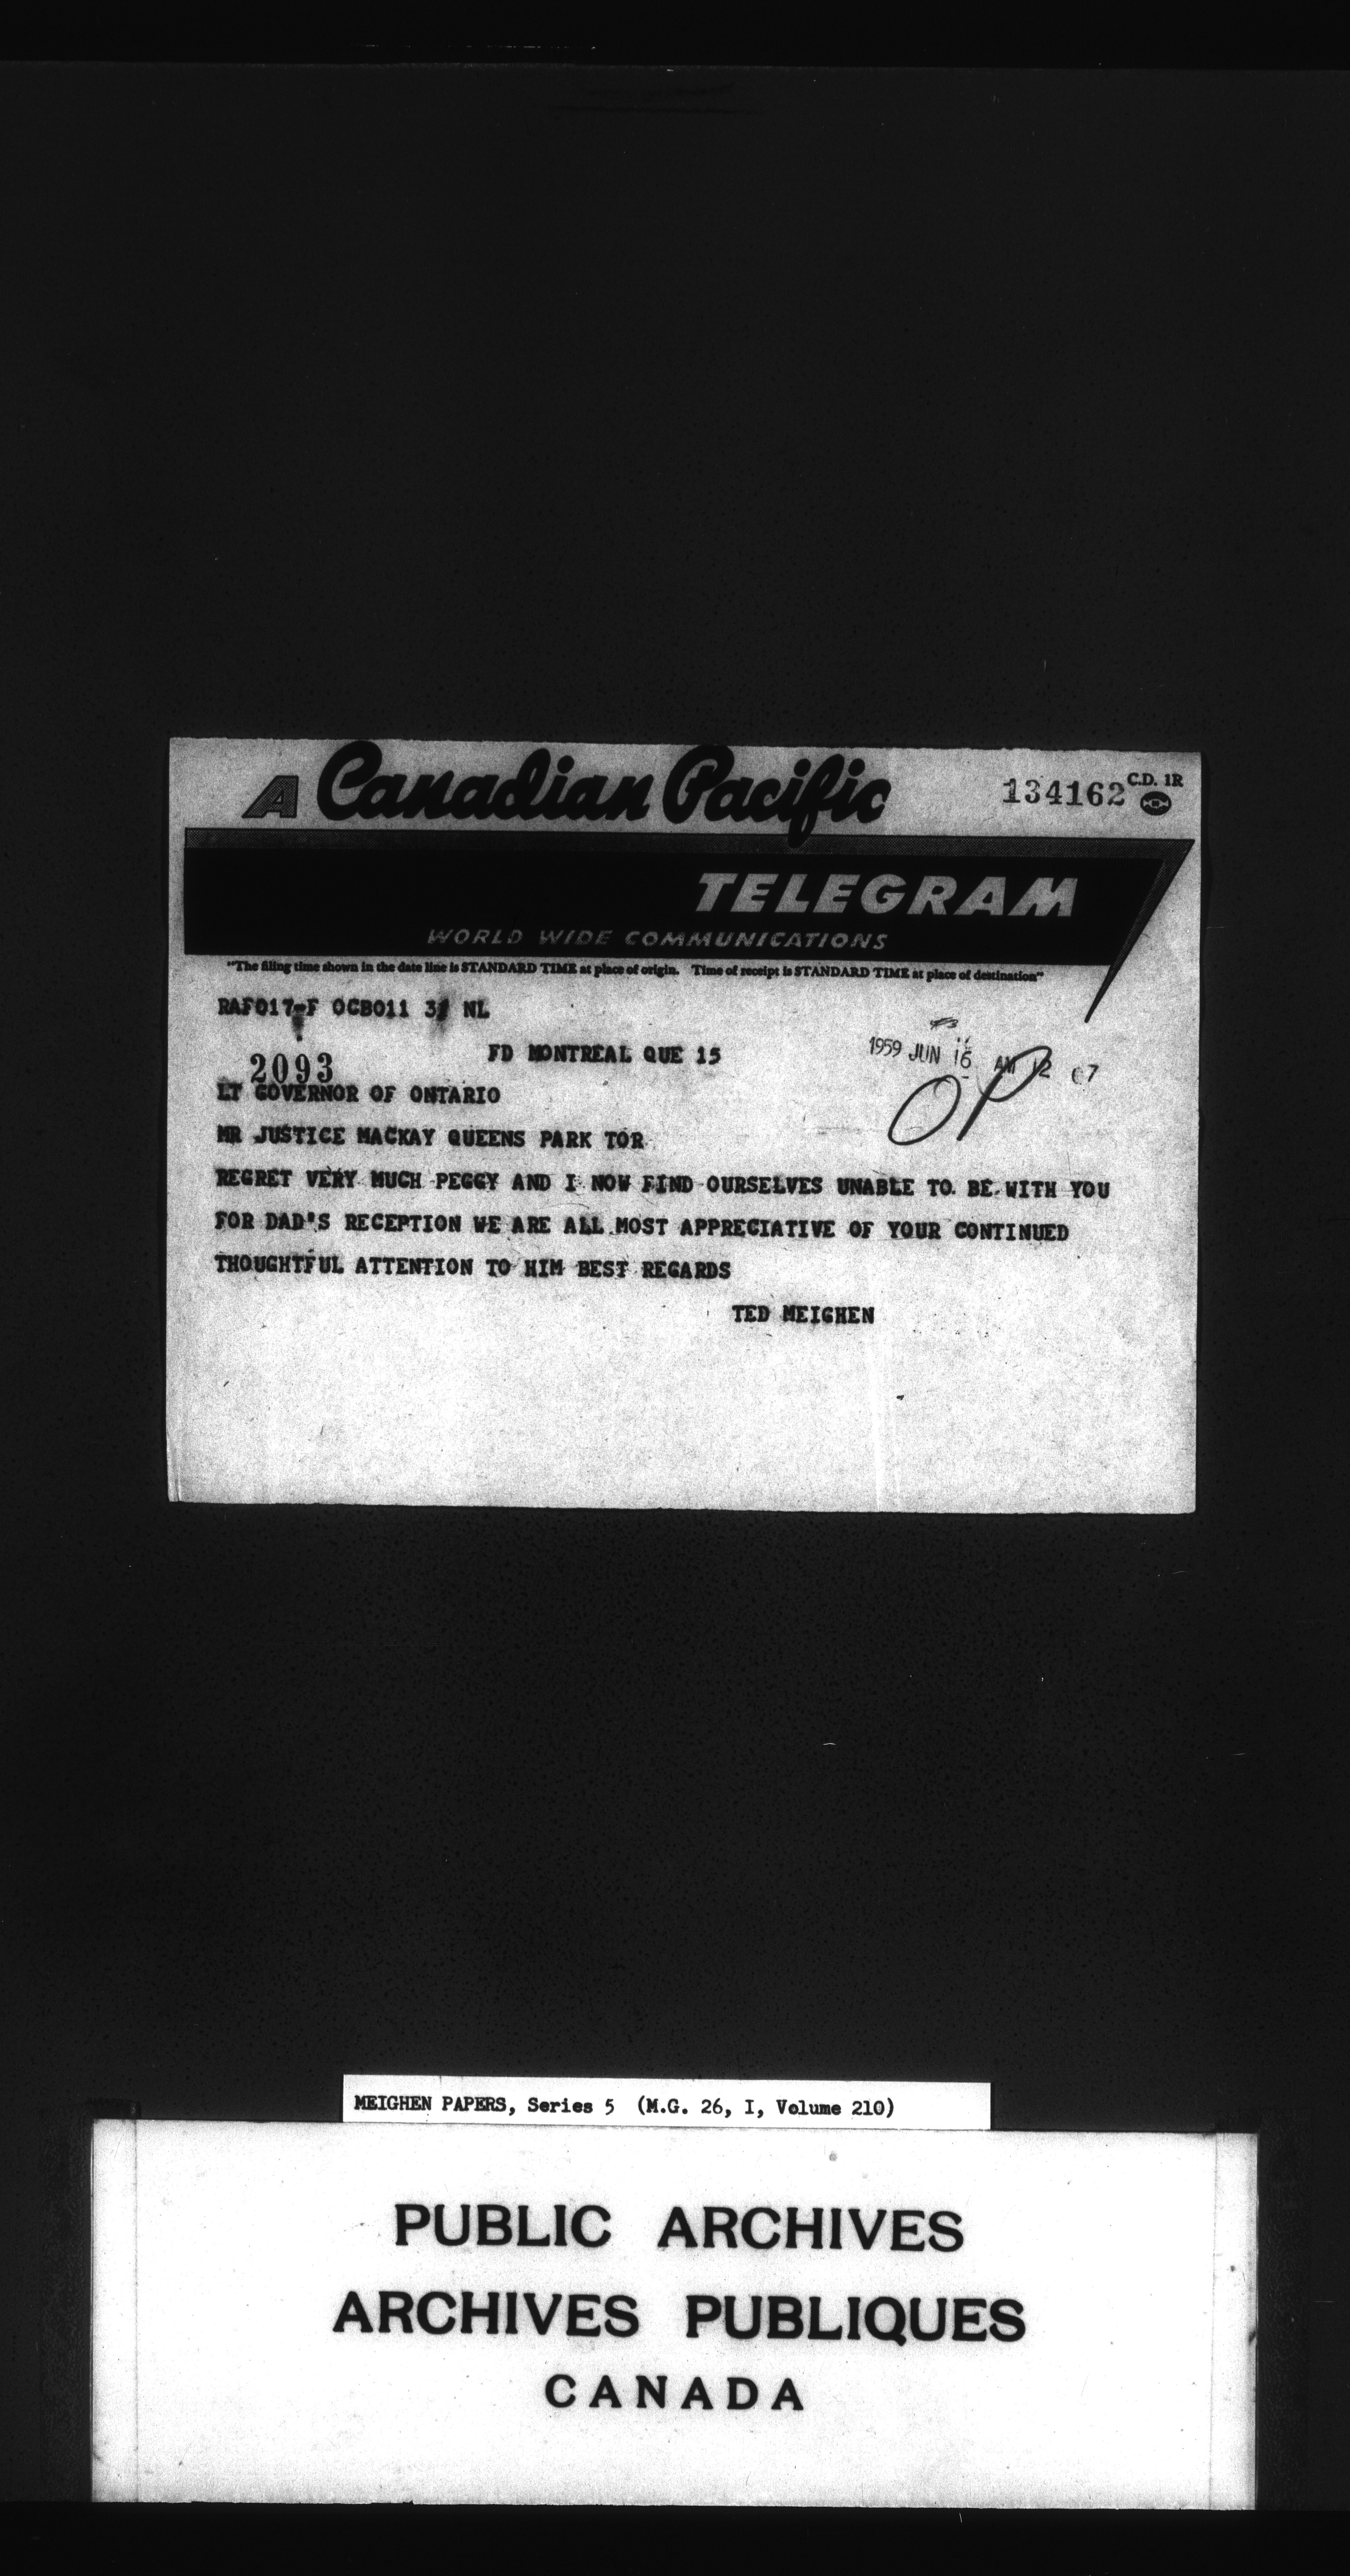 A Canadian Pacific
134162 C.D. 1R
TELEGRAM
WORLD WIDE COMMUNICATIONS
"The filing time shown in the date line is STANDARD TIME at place of origin. Time of receipt is STANDARD TIME at place of destination"
RAF017-F OCB011 NL
2093 FD MONTREAL QUE 15
1959 JUN 16 AM 12 07
LT GOVERNOR OF ONTARIO
MR JUSTICE MACKAY QUEENS PARK TOR
REGRET VERY MUCH PEGGY AND I NOW FIND OURSELVES UNABLE TO BE WITH YOU
FOR DAD'S RECEPTION WE ARE ALL MOST APPRECIATIVE OF YOUR CONTINUED
THOUGHTFUL ATTENTION TO HIM BEST REGARDS
TED MEIGHEN
MEIGHEN PAPERS, Series 5 (M.G. 26, I, Volume 210)
PUBLIC ARCHIVES
ARCHIVES PUBLIQUES
CANADA